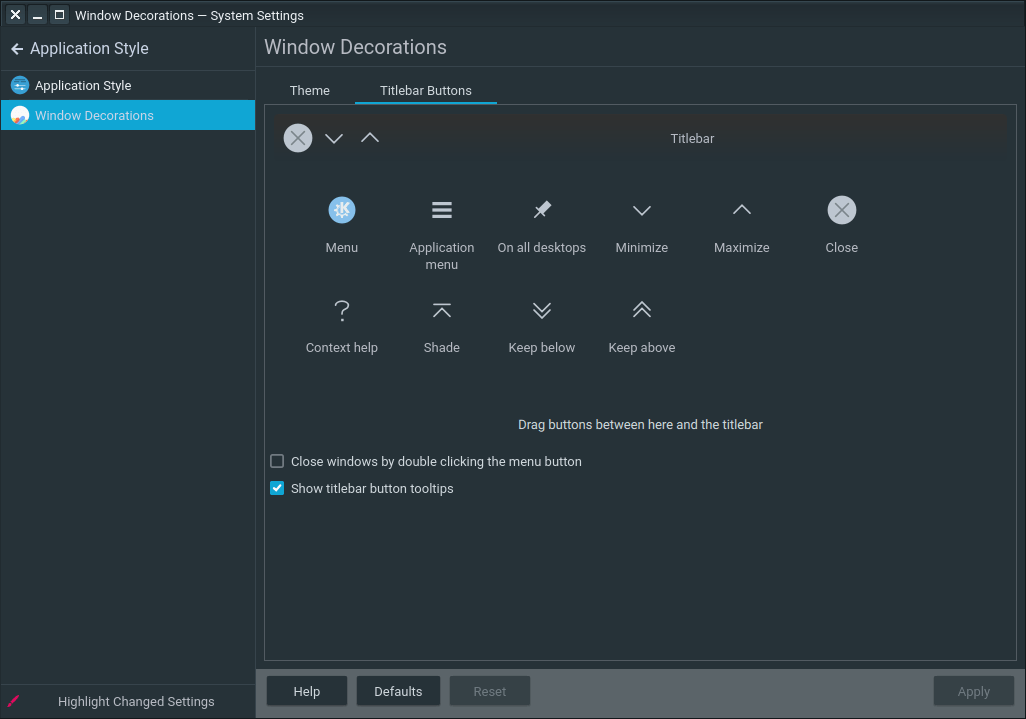 Window Decorations — System Settings
Application Style
Window Decorations
Application Style
Window Decorations
Theme
Titlebar Buttons
Titlebar
Menu
Application
menu
On all desktops
Minimize
Maximize
Close
Context help
Shade
Keep below
Keep above
Drag buttons between here and the titlebar
Close windows by double clicking the menu button
Show titlebar button tooltips
Highlight Changed Settings
Help
Defaults
Reset
Apply